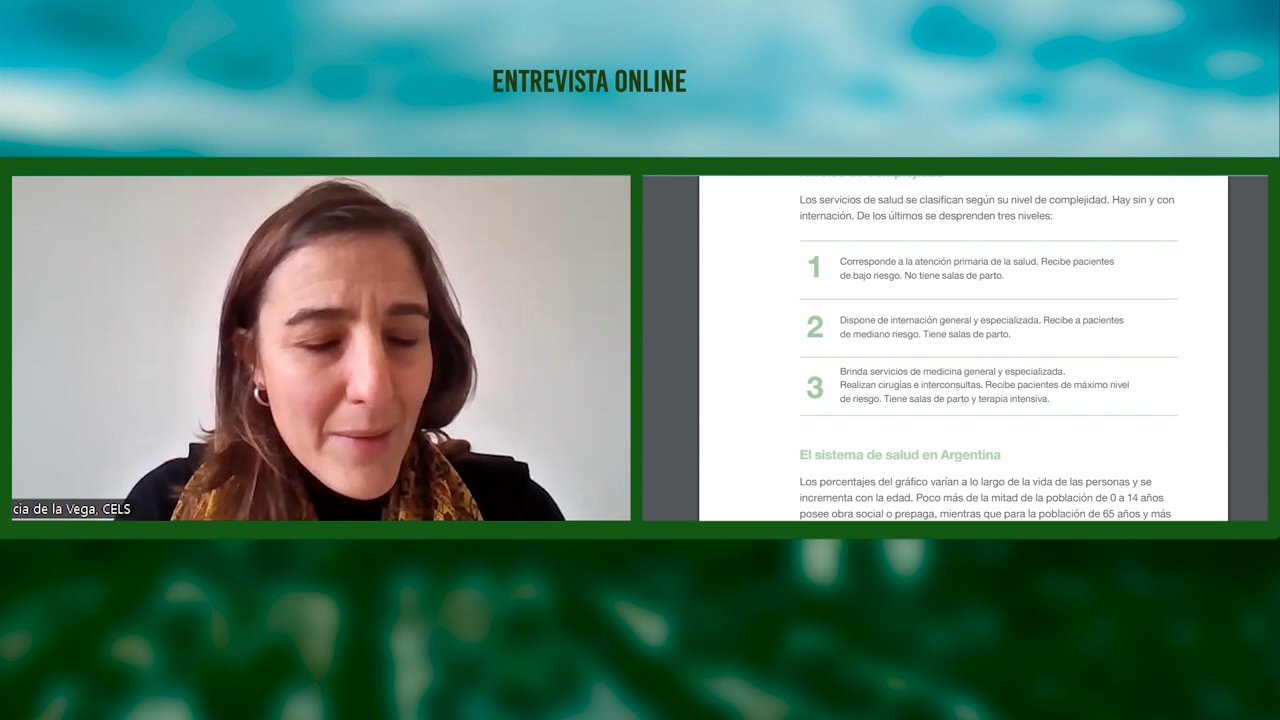 ENTREVISTA ONLINE
Los servicios de salud se clasifican según su nivel de complejidad. Hay sin y con
internación. De los últimos se desprenden tres niveles:
1
Corresponde a la atención primaria de la salud. Recibe pacientes
de bajo riesgo. No tiene salas de parto.
2
Dispone de internación general y especializada. Recibe a pacientes
de mediano riesgo. Tiene salas de parto.
3
Brinda servicios de medicina general y especializada.
Realizan cirugías e interconsultas. Recibe pacientes de máximo nivel
de riesgo. Tiene salas de parto y terapia intensiva.
El sistema de salud en Argentina
Los porcentajes del gráfico varían a lo largo de la vida de las personas y se
incrementa con la edad. Poco más de la mitad de la población de 0 a 14 años
posee obra social o prepaga, mientras que para la población de 65 años y más
cía de la Vega, CELS